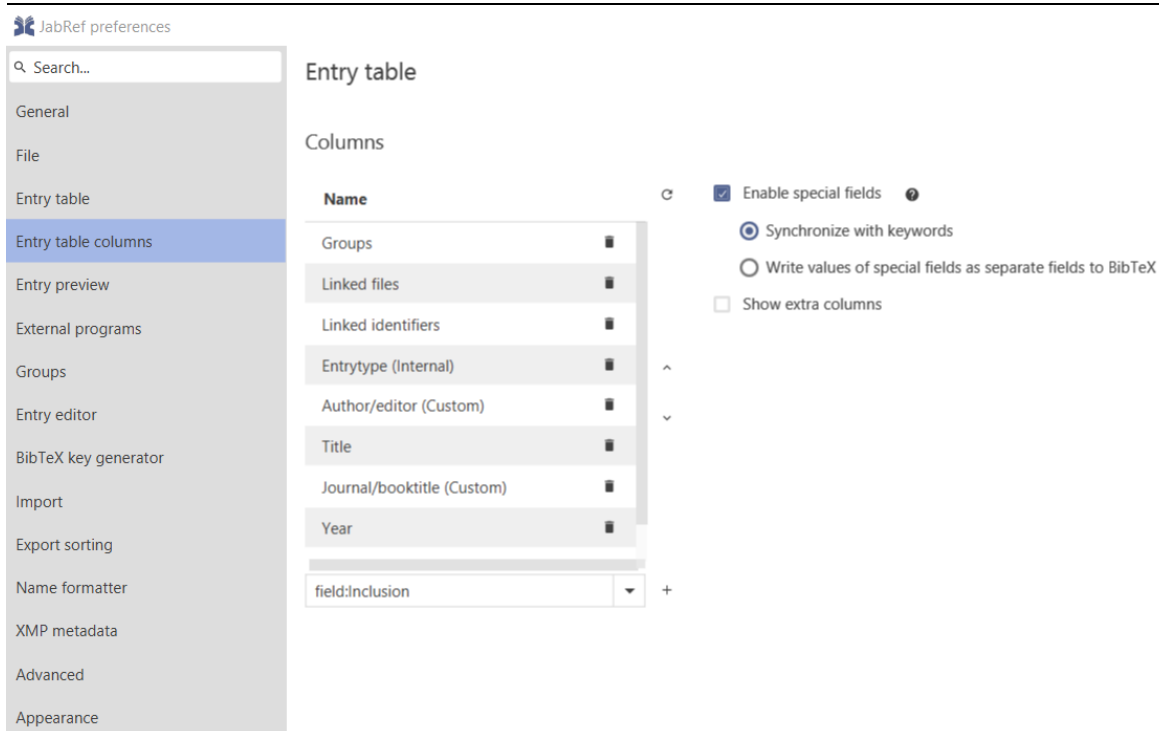 JabRef preferences
Search...
General
File
Entry table
Entry table columns
Entry preview
External programs
Groups
Entry editor
BibTeX key generator
Import
Export sorting
Name formatter
XMP metadata
Advanced
Appearance
Entry table
Columns
Name
Groups
Linked files
Linked identifiers
Entrytype (Internal)
Author/editor (Custom)
Title
Journal/booktitle (Custom)
Year
field:Inclusion
Enable special fields
Synchronize with keywords
Write values of special fields as separate fields to BibTeX
Show extra columns